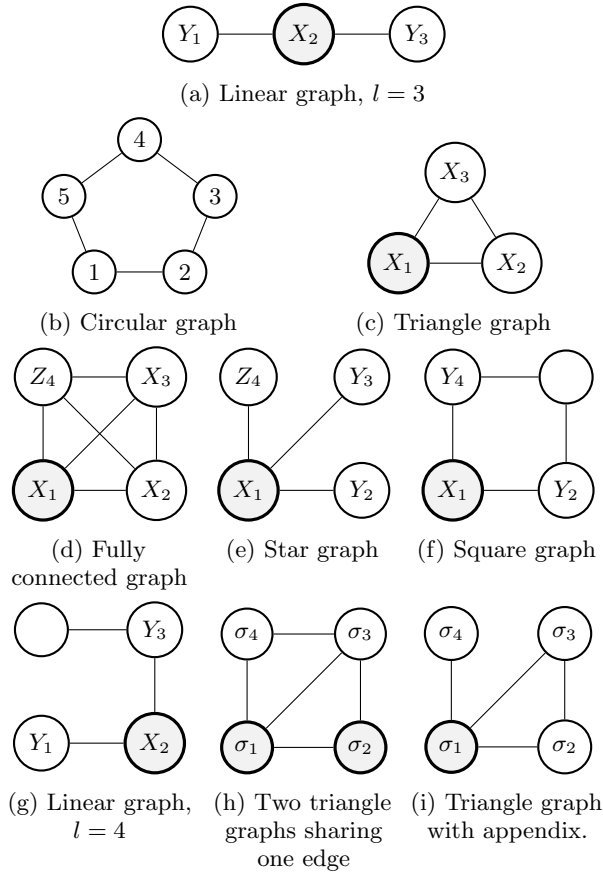 Y₁ X₂ Y₃
(a) Linear graph, l = 3
4
5 3
1 2
(b) Circular graph
X₃
X₁ X₂
(c) Triangle graph
Z₄ X₃
X₁ X₂
(d) Fully
connected graph
Z₄ Y₃
X₁ Y₂
(e) Star graph
Y₄
X₁ Y₂
(f) Square graph
Y₃
Y₁ X₂
(g) Linear graph,
l = 4
σ₄ σ₃
σ₁ σ₂
(h) Two triangle
graphs sharing
one edge
σ₄ σ₃
σ₁ σ₂
(i) Triangle graph
with appendix.